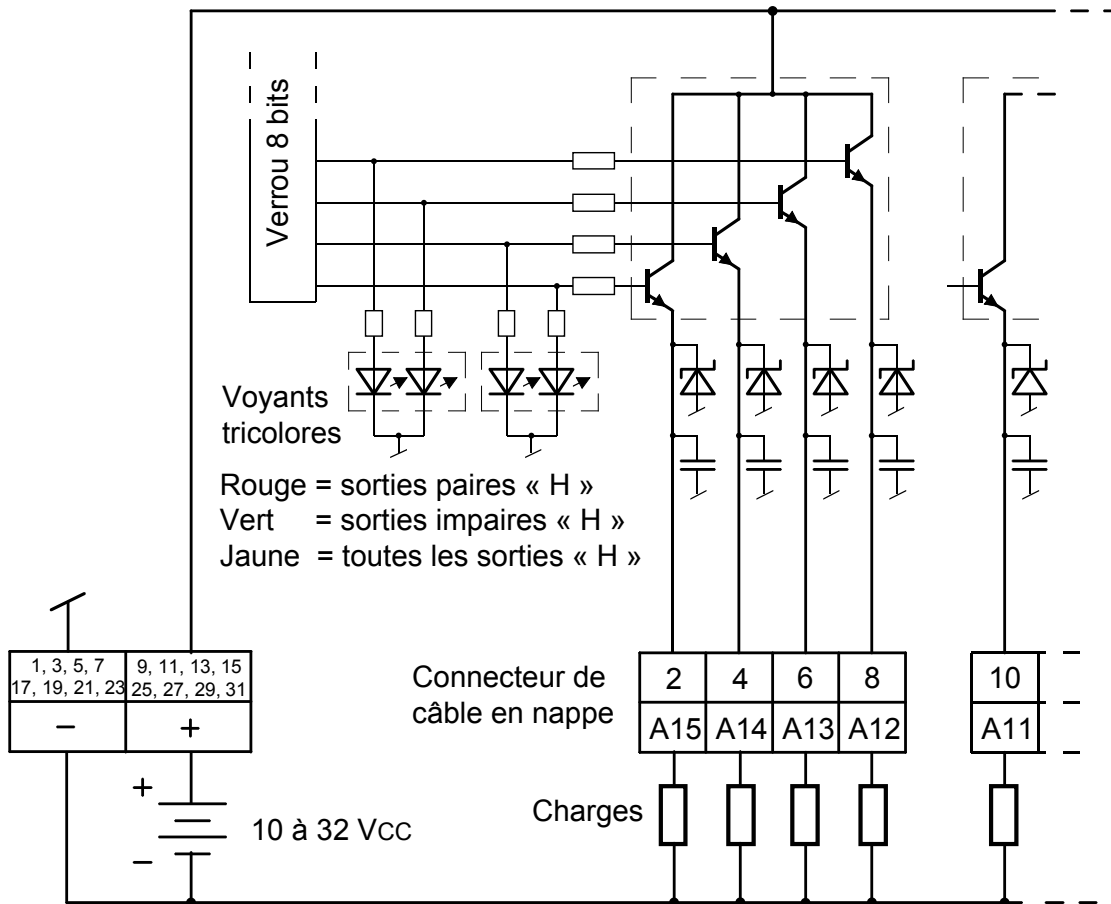 Verrou 8 bits
Voyants
tricolores
Rouge = sorties paires « H »
Vert = sorties impaires « H »
Jaune = toutes les sorties « H »
1, 3, 5, 7
17, 19, 21, 23
9, 11, 13, 15
25, 27, 29, 31
– +
Connecteur de
câble en nappe
2 4 6 8 10
A15 A14 A13 A12 A11
+
–
10 à 32 VCC
Charges